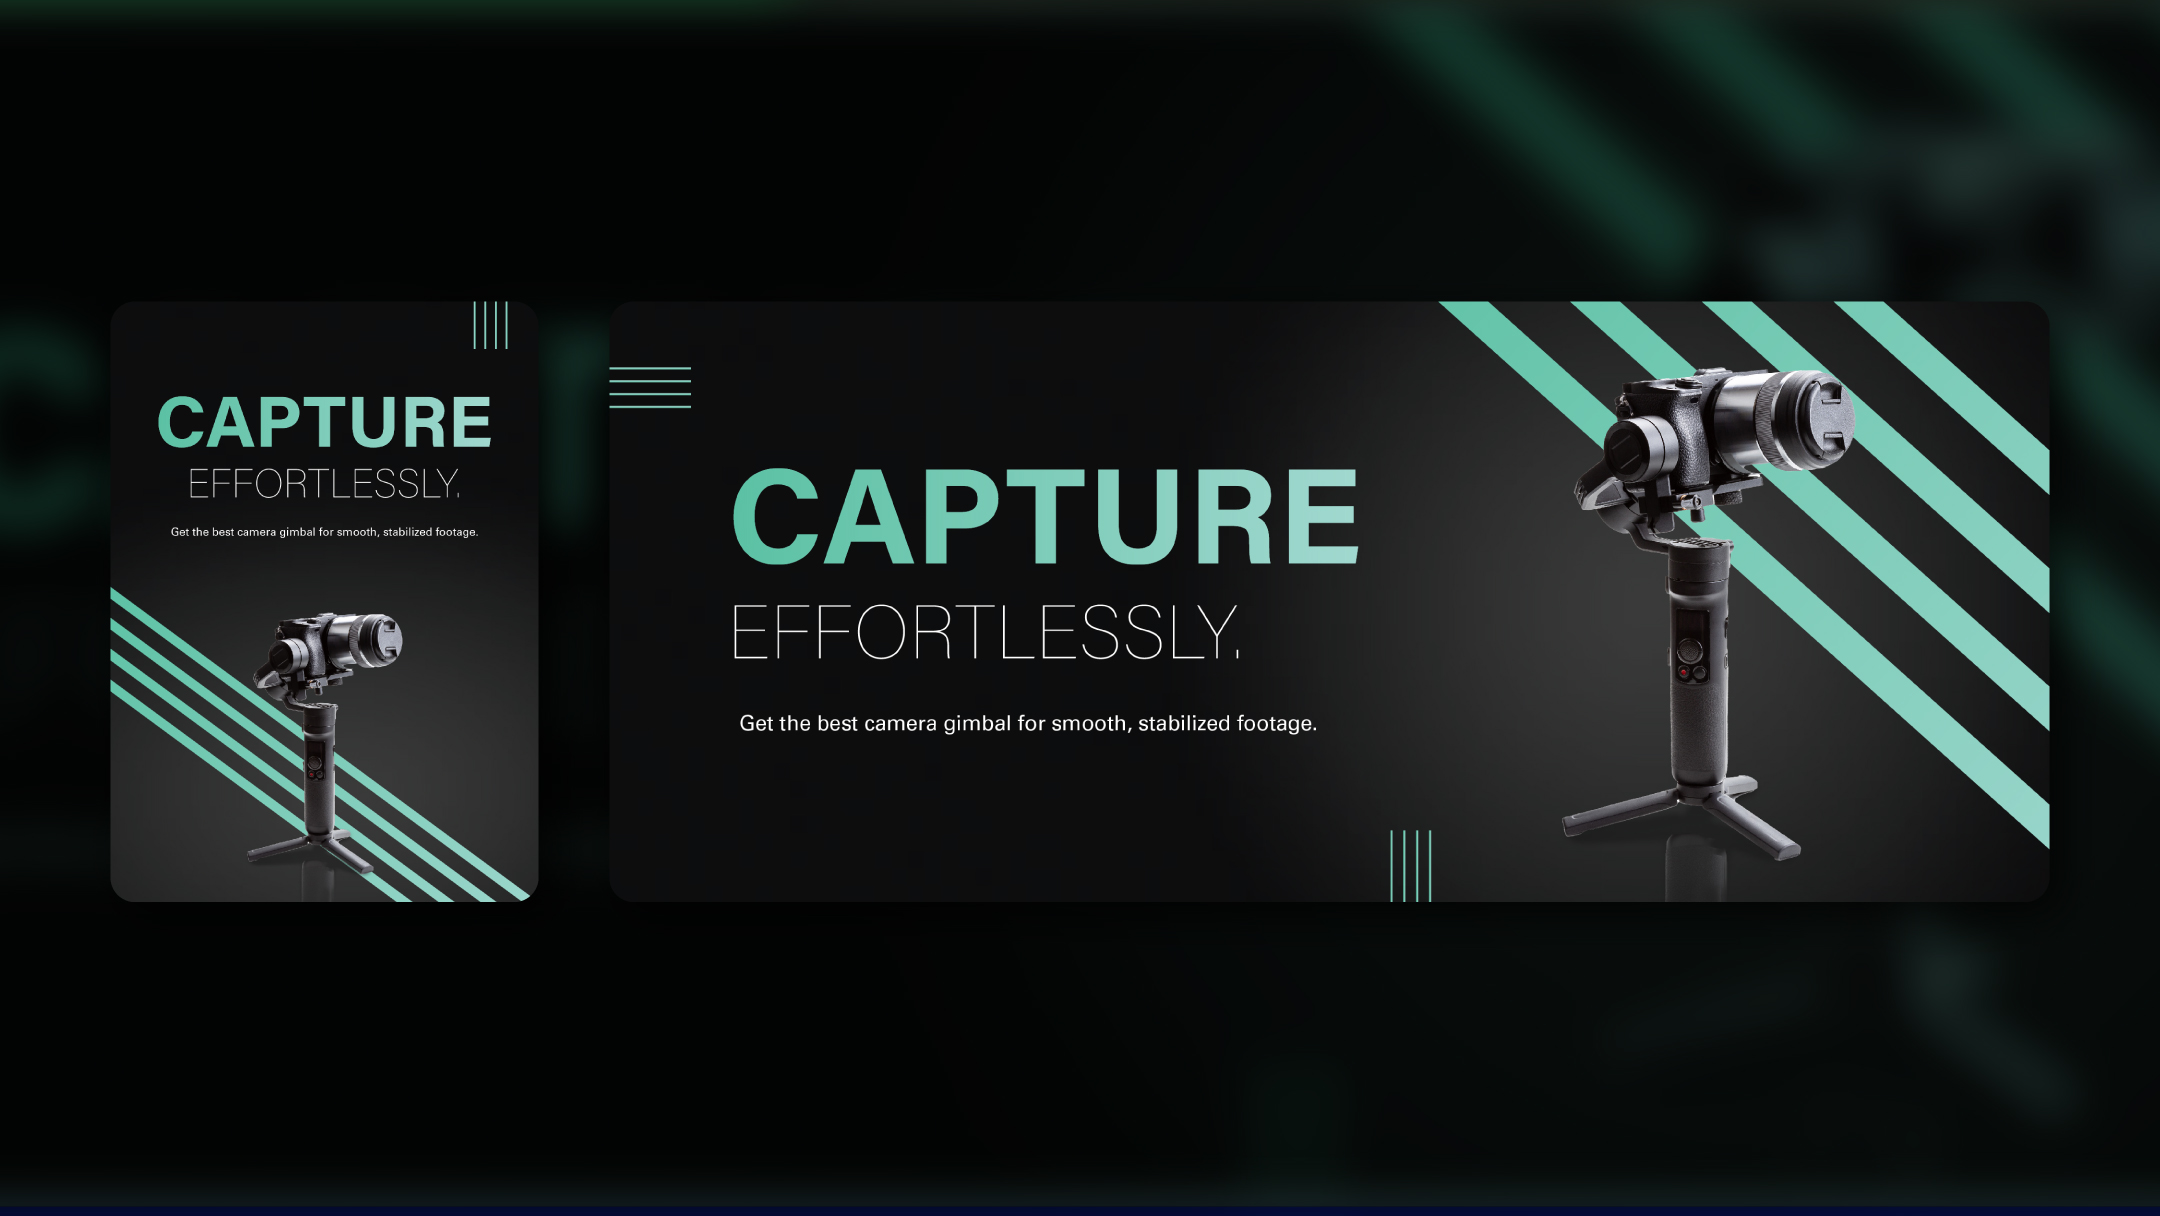 CAPTURE
EFFORTLESSLY.
Get the best camera gimbal for smooth, stabilized footage.
CAPTURE
EFFORTLESSLY.
Get the best camera gimbal for smooth, stabilized footage.